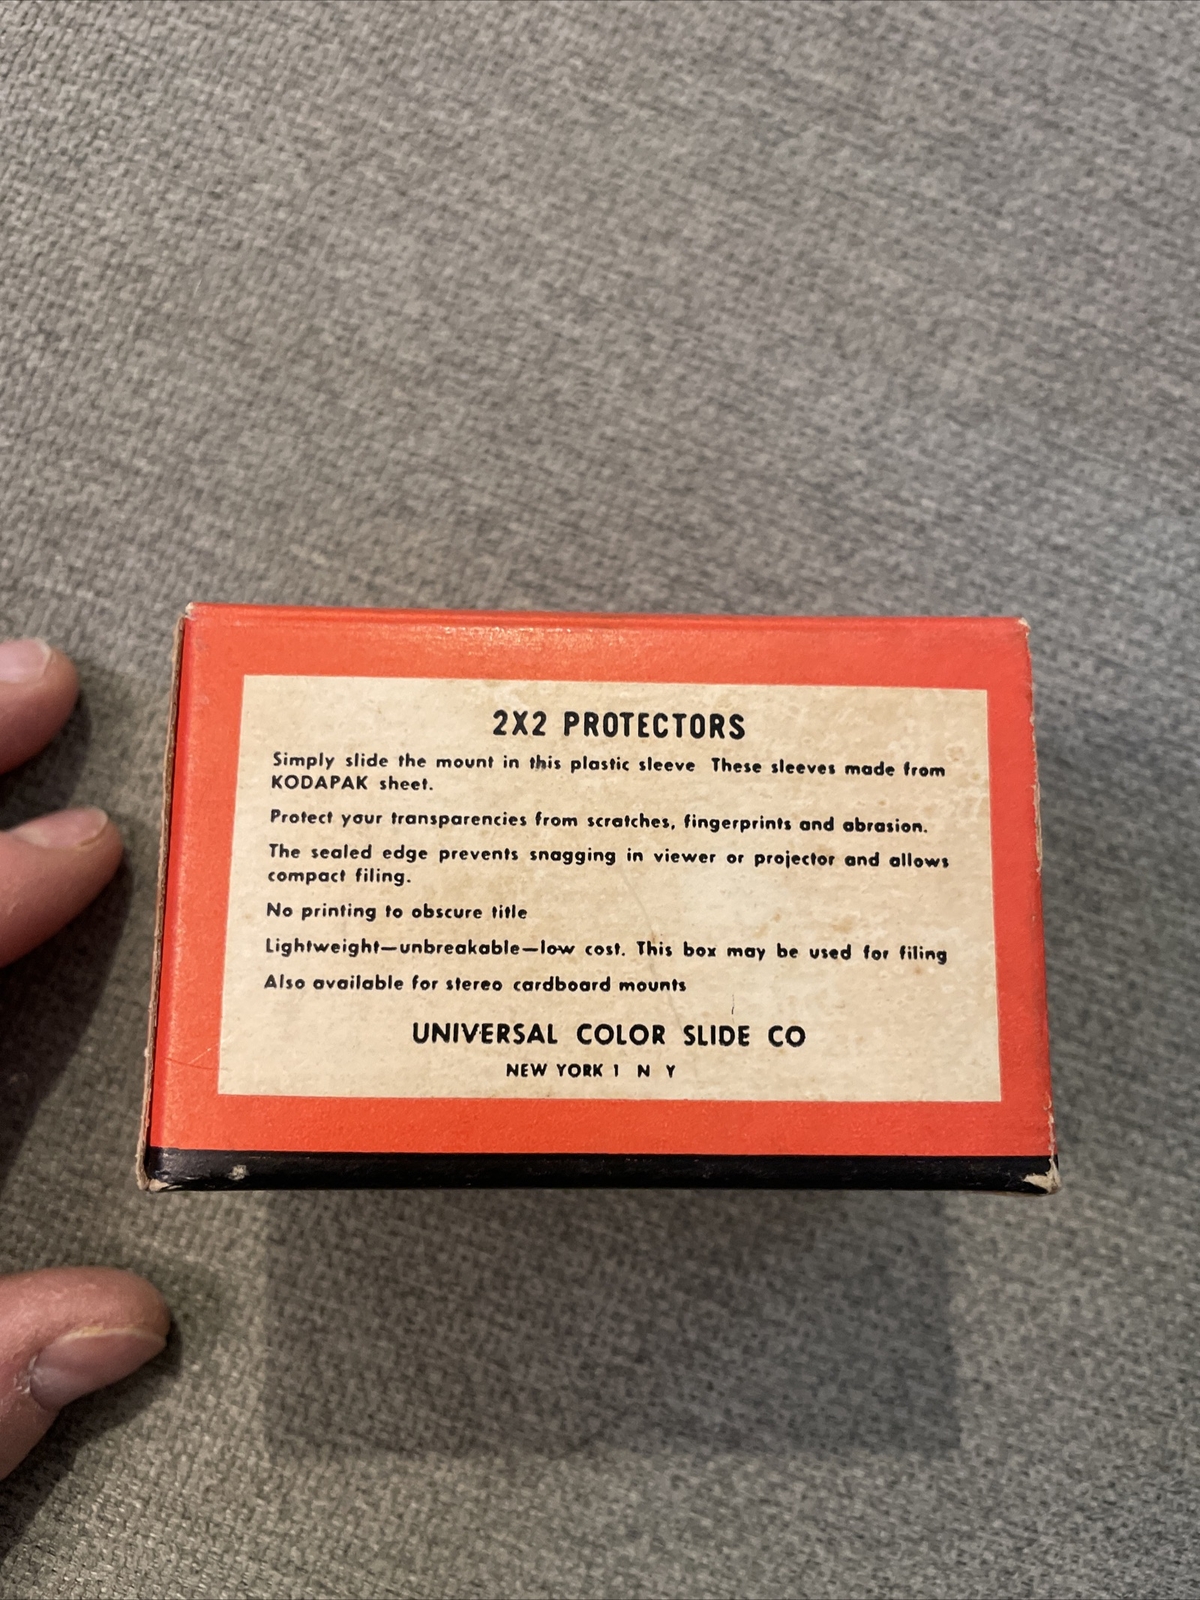 2X2 PROTECTORS
Simply slide the mount in this plastic sleeve These sleeves made from
KODAPAK sheet.
Protect your transparencies from scratches, fingerprints and abrasion.
The sealed edge prevents snagging in viewer or projector and allows
compact filing.
No printing to obscure title
Lightweight—unbreakable—low cost. This box may be used for filing
Also available for stereo cardboard mounts
UNIVERSAL COLOR SLIDE CO
NEW YORK 1 N Y